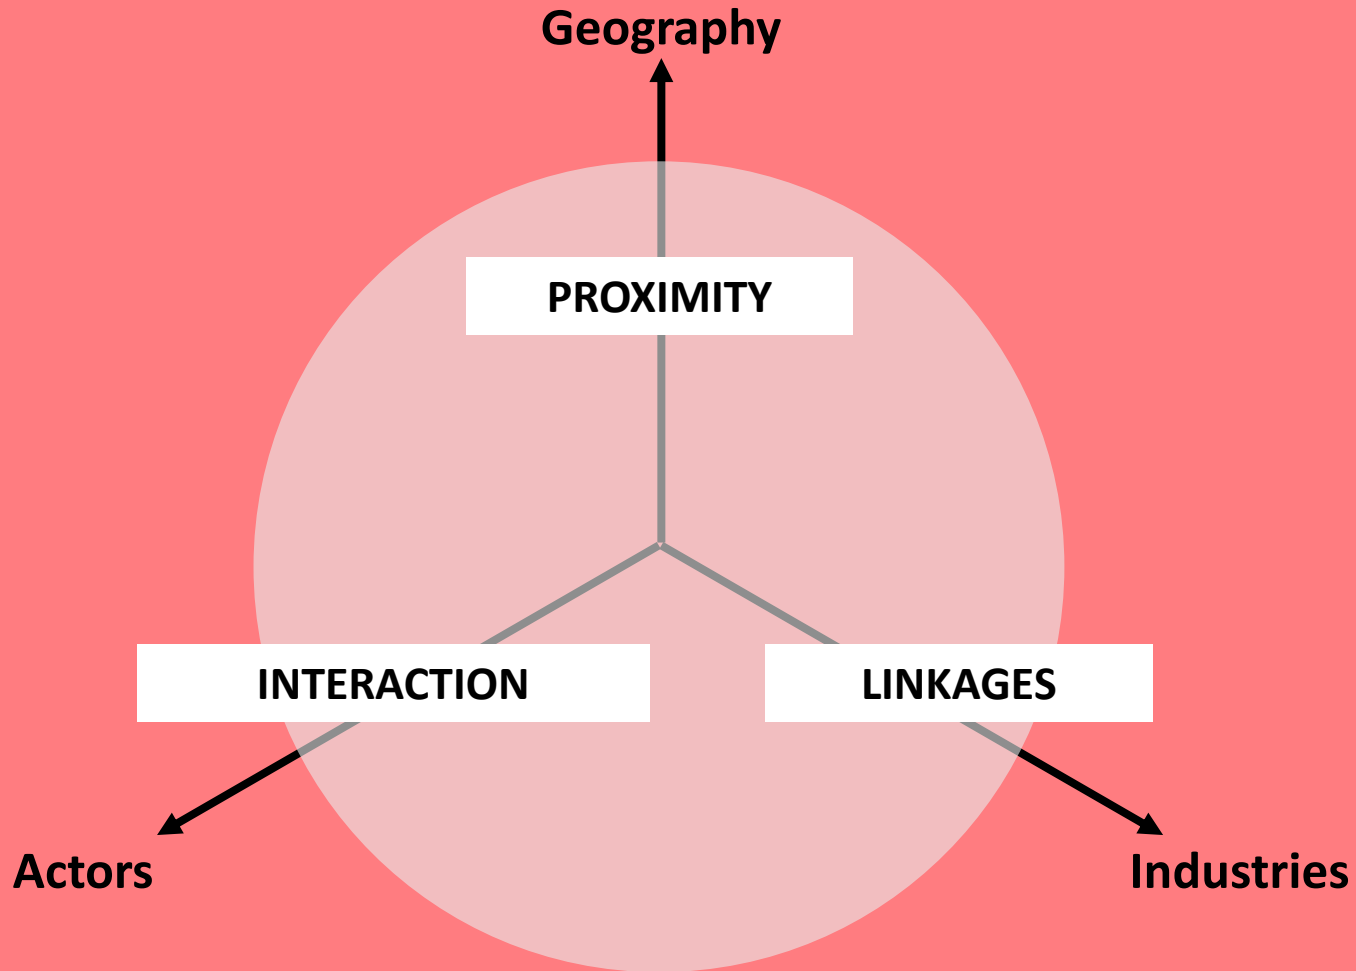 Geography
PROXIMITY
INTERACTION
LINKAGES
Actors
Industries